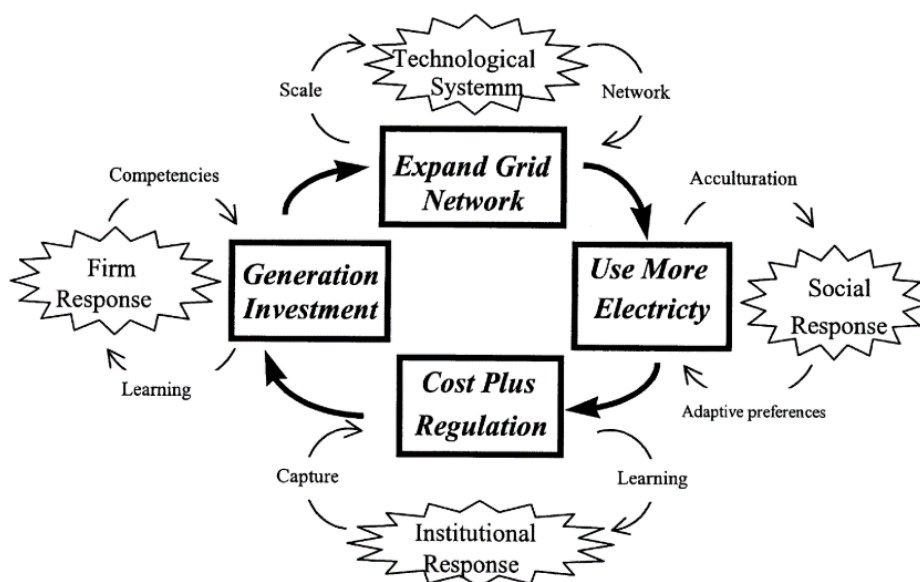 Technological
Systemm
Scale
Network
Expand Grid
Network
Competencies
Acculturation
Firm
Response
Generation
Investment
Use More
Electricty
Social
Response
Learning
Cost Plus
Regulation
Adaptive preferences
Capture
Learning
Institutional
Response